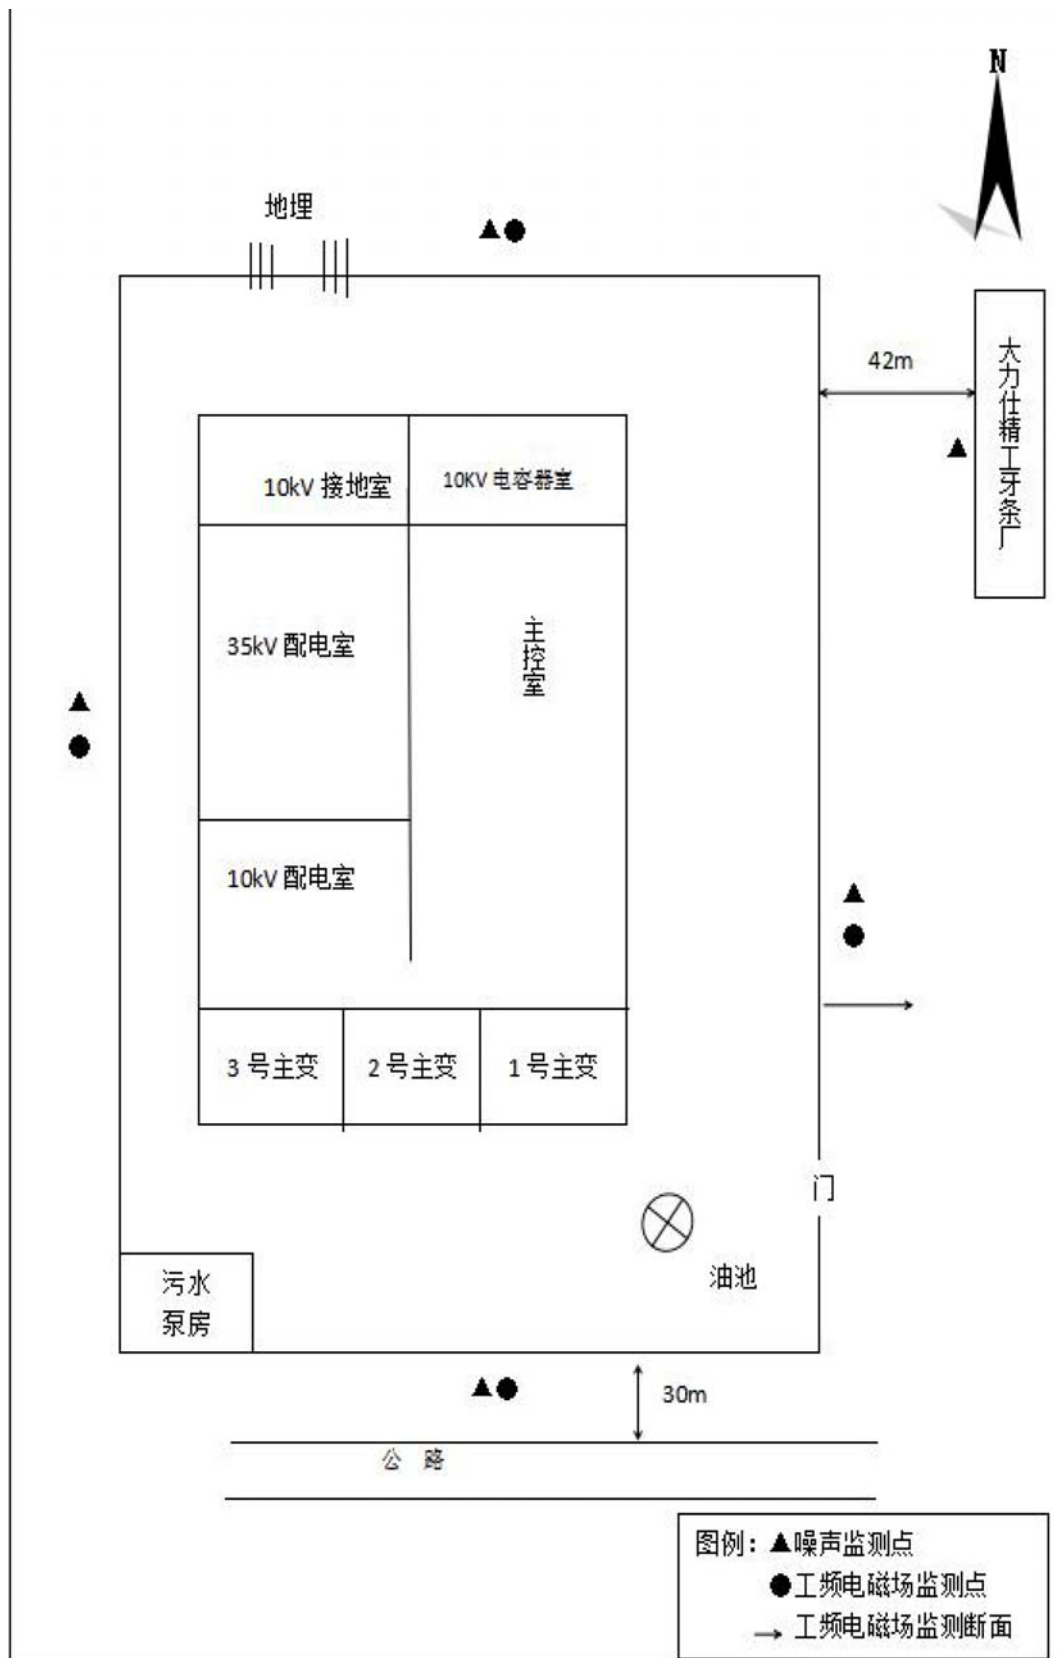 N
地埋
42m
大力仕精工牙条厂
10kV 接地室
10KV 电容器室
35kV 配电室
主控室
10kV 配电室
3 号主变
2 号主变
1 号主变
门
油池
污水
泵房
30m
公 路
图例：▲噪声监测点
●工频电磁场监测点
→ 工频电磁场监测断面